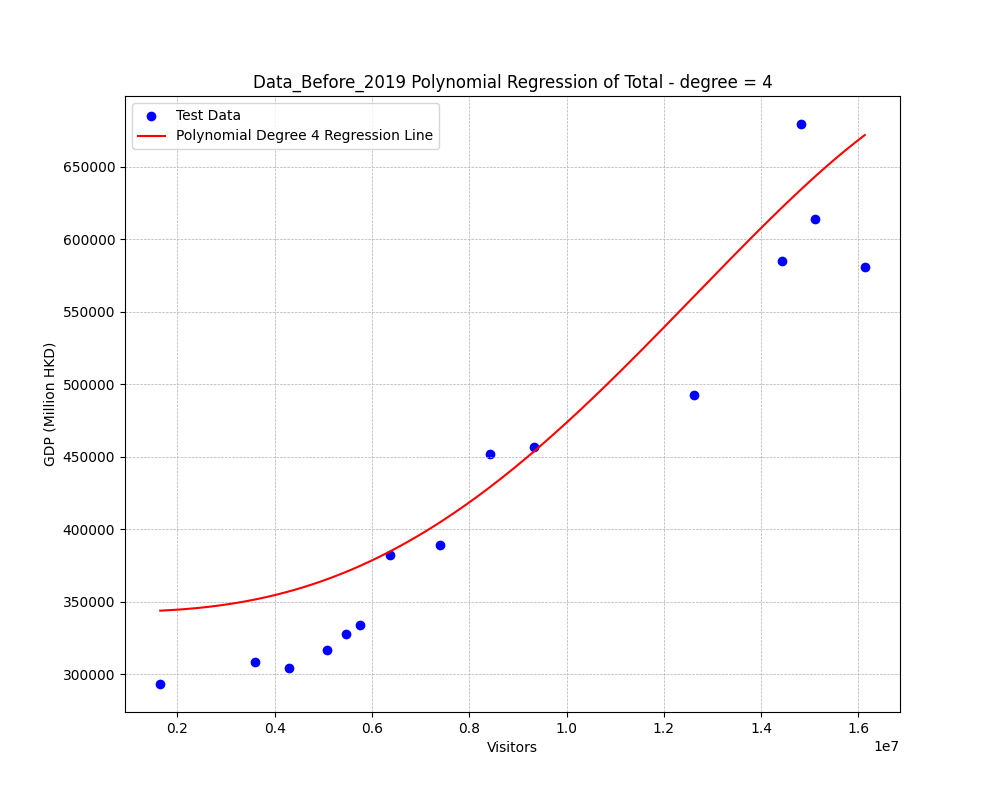 Data_Before_2019 Polynomial Regression of Total - degree = 4
Test Data
Polynomial Degree 4 Regression Line
GDP (Million HKD)
650000
600000
550000
500000
450000
400000
350000
300000
0.2 0.4 0.6 0.8 1.0 1.2 1.4 1.6
1e7
Visitors